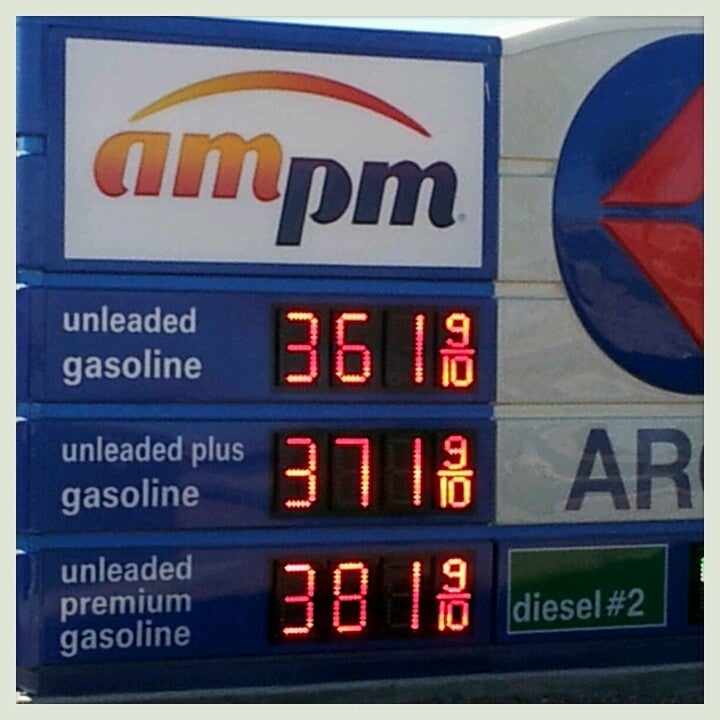 ampm
unleaded
gasoline
361 9/10
unleaded plus
gasoline
371 9/10
unleaded
premium
gasoline
381 9/10
AR
diesel #2